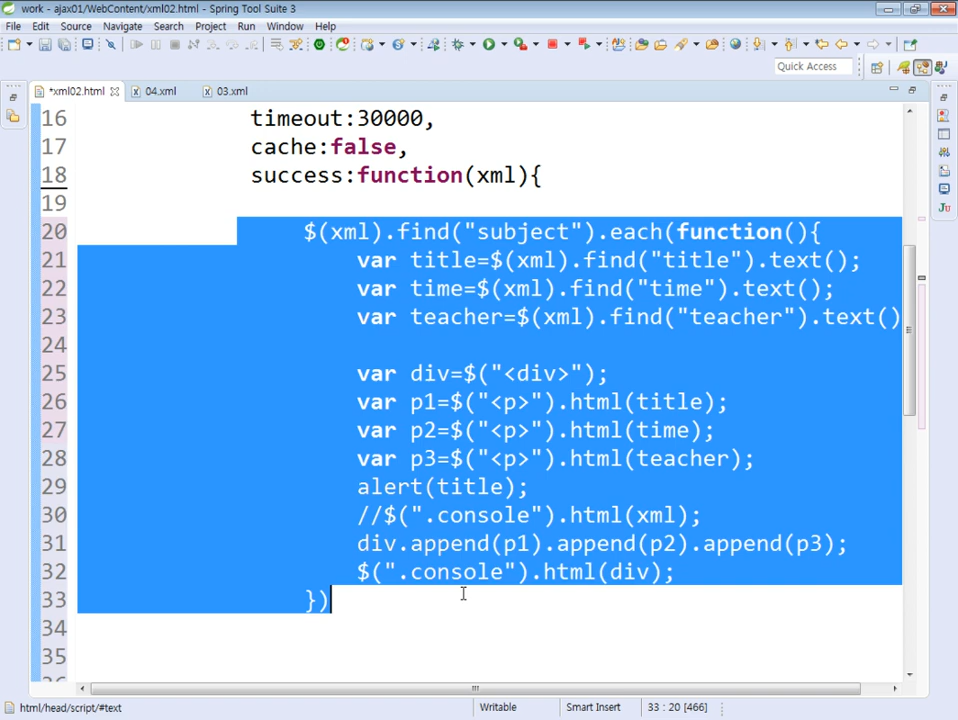 work - ajax01/WebContent/xml02.html - Spring Tool Suite 3
File Edit Source Navigate Search Project Run Window Help
Quick Access
*xml02.html 04.xml 03.xml
16 timeout:30000,
17 cache:false,
18 success:function(xml){
19
20 $(xml).find("subject").each(function(){
21 var title=$(xml).find("title").text();
22 var time=$(xml).find("time").text();
23 var teacher=$(xml).find("teacher").text()
24
25 var div=$("<div>");
26 var p1=$("<p>").html(title);
27 var p2=$("<p>").html(time);
28 var p3=$("<p>").html(teacher);
29 alert(title);
30 //$(".console").html(xml);
31 div.append(p1).append(p2).append(p3);
32 $(".console").html(div);
33 })
34
35
html/head/script/#text Writable Smart Insert 33 : 20 [466]